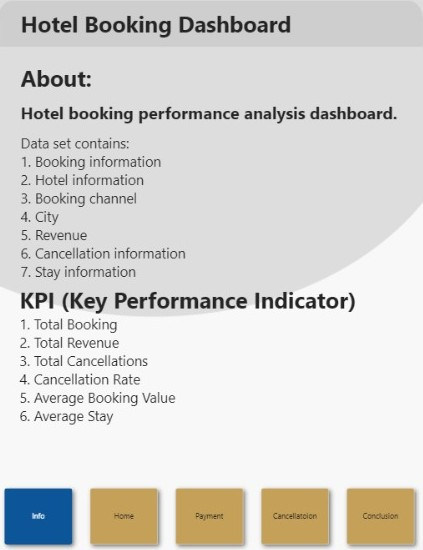 Hotel Booking Dashboard
About:
Hotel booking performance analysis dashboard.
Data set contains:
1. Booking information
2. Hotel information
3. Booking channel
4. City
5. Revenue
6. Cancellation information
7. Stay information
KPI (Key Performance Indicator)
1. Total Booking
2. Total Revenue
3. Total Cancellations
4. Cancellation Rate
5. Average Booking Value
6. Average Stay
Info
Home
Payment
Cancellatoion
Conclusion